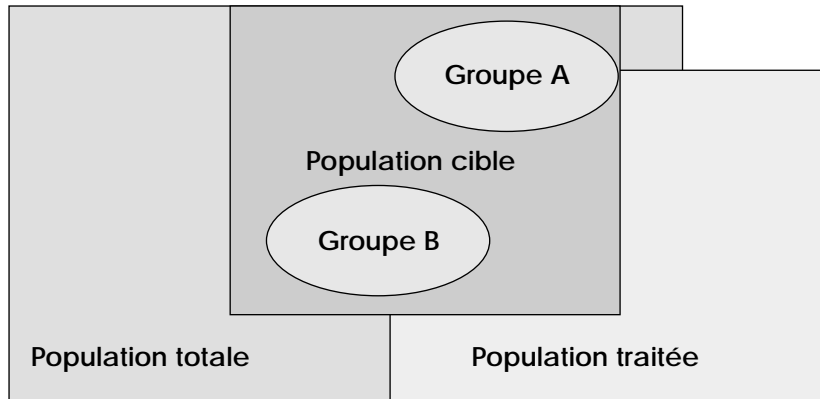 Groupe A
Population cible
Groupe B
Population totale
Population traitée